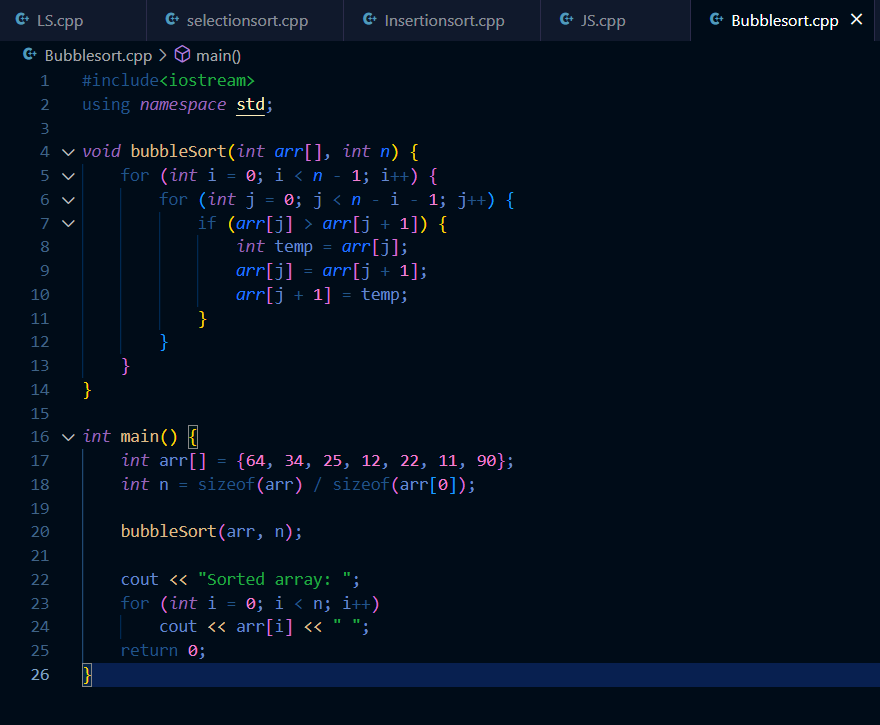 LS.cpp selectionsort.cpp Insertionsort.cpp JS.cpp Bubblesort.cpp
Bubblesort.cpp > main()
1 #include<iostream>
2 using namespace std;
3
4 void bubbleSort(int arr[], int n) {
5     for (int i = 0; i < n - 1; i++) {
6         for (int j = 0; j < n - i - 1; j++) {
7             if (arr[j] > arr[j + 1]) {
8                 int temp = arr[j];
9                 arr[j] = arr[j + 1];
10                 arr[j + 1] = temp;
11             }
12         }
13     }
14 }
15
16 int main() {
17     int arr[] = {64, 34, 25, 12, 22, 11, 90};
18     int n = sizeof(arr) / sizeof(arr[0]);
19
20     bubbleSort(arr, n);
21
22     cout << "Sorted array: ";
23     for (int i = 0; i < n; i++)
24         cout << arr[i] << " ";
25     return 0;
26 }